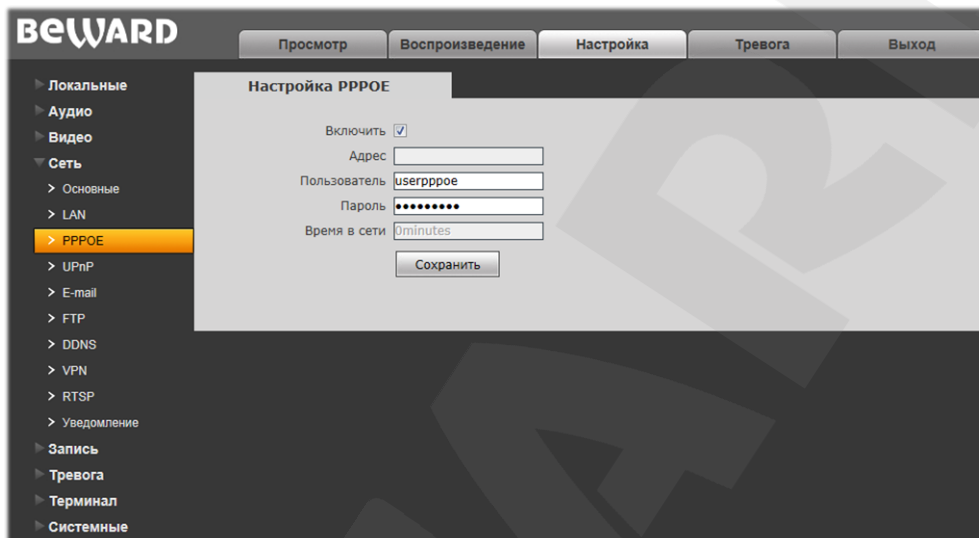 BEWARD
Просмотр Воспроизведение Настройка Тревога Выход
Локальные
Аудио
Видео
Сеть
> Основные
> LAN
> PPPOE
> UPnP
> E-mail
> FTP
> DDNS
> VPN
> RTSP
> Уведомление
Запись
Тревога
Терминал
Системные
Настройка PPPOE
Включить
Адрес
Пользователь userpppoe
Пароль •••••••••
Время в сети 0minutes
Сохранить